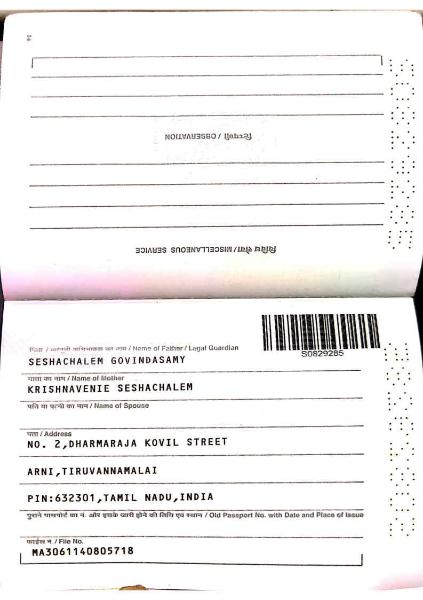 34
टिप्पणी / OBSERVATION
विविध सेवा/MISCELLANEOUS SERVICE
S0829285
पिता / कानूनी अभिभावक का नाम / Name of Father / Legal Guardian
SESHACHALEM GOVINDASAMY
माता का नाम / Name of Mother
KRISHNAVENIE SESHACHALEM
पति या पत्नी का नाम / Name of Spouse
पता / Address
NO. 2,DHARMARAJA KOVIL STREET
ARNI,TIRUVANNAMALAI
PIN:632301,TAMIL NADU,INDIA
पुराने पासपोर्ट का नं. और इसके जारी होने की तिथि एवं स्थान / Old Passport No. with Date and Place of Issue
फाईल नं. / File No.
MA3061140805718